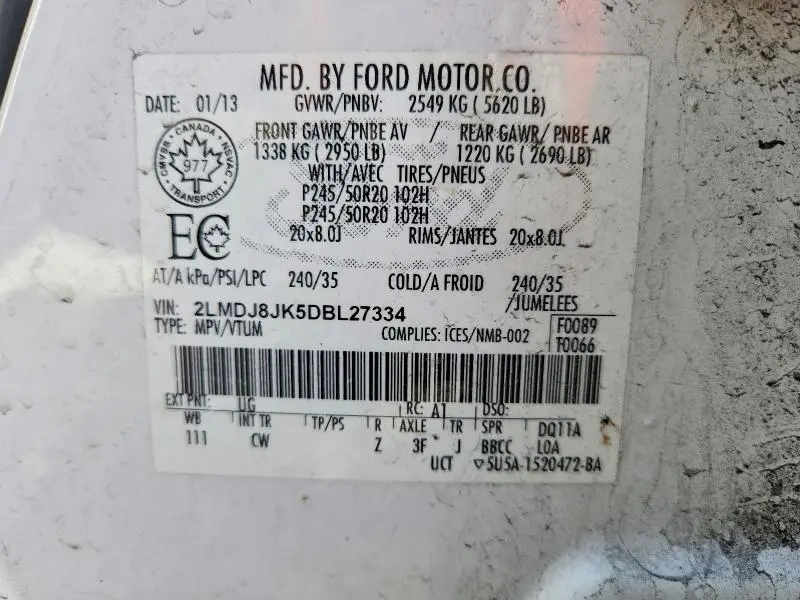 MFD. BY FORD MOTOR CO.
DATE: 01/13 GVWR/PNBV: 2549 KG ( 5620 LB)
FRONT GAWR/PNBE AV / REAR GAWR/ PNBE AR
1338 KG ( 2950 LB) 1220 KG ( 2690 LB)
WITH/AVEC TIRES/PNEUS
P245/50R20 102H
P245/50R20 102H
20x8.0J RIMS/JANTES 20x8.0J
CANADA
CMVSS NSVAC
977
TRANSPORT
EC
AT/A kPa/PSI/LPC 240/35 COLD/A FROID 240/35
/JUMELEES
VIN: 2LMDJ8JK5DBL27334
TYPE: MPV/VTUM COMPLIES: ICES/NMB-002 F0089
T0066
EXT PNT: UG RC: A1 DSO:
WB INT TR TP/PS R AXLE TR SPR DQ11A
111 CW Z 3F J BBCC LOA
UCT ▽5U5A-1520472-BA